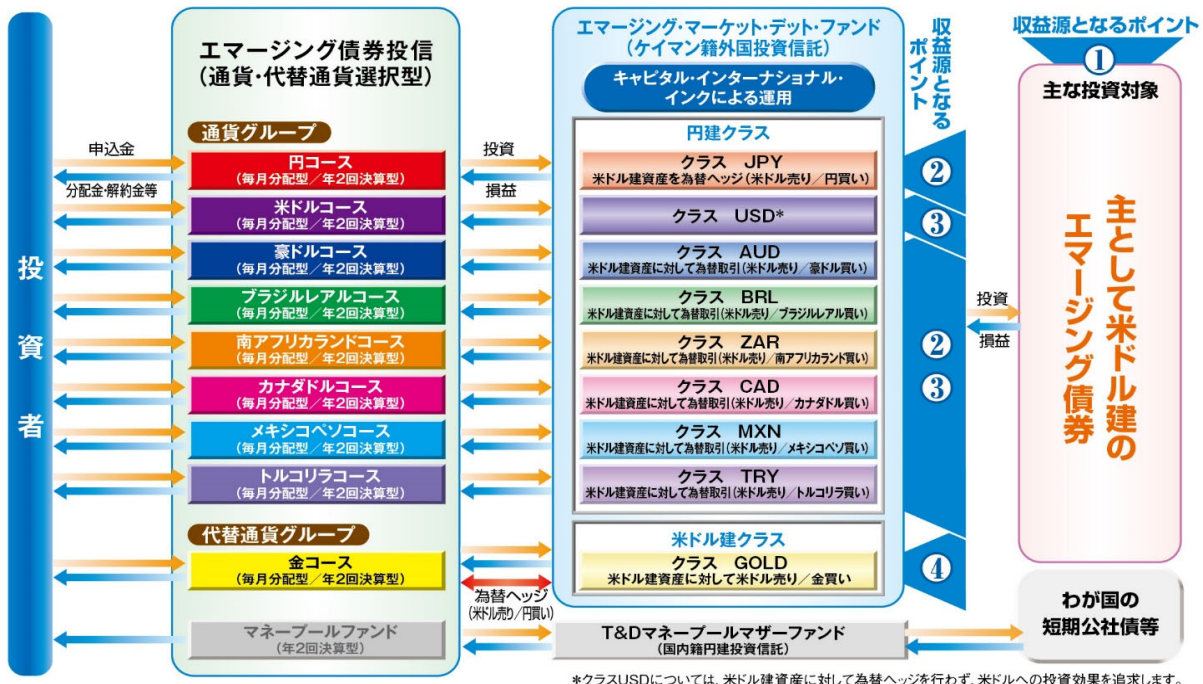 投資者
エマージング債券投信
(通貨・代替通貨選択型)
エマージング・マーケット・デット・ファンド
(ケイマン籍外国投資信託)
キャピタル・インターナショナル・
インクによる運用
収益源となる
ポイント
収益源となるポイント
①
主な投資対象
主として米ドル建の
エマージング債券
通貨グループ
円建クラス
申込金
分配金・解約金等
投資
損益
円コース
(毎月分配型/年2回決算型)
クラス JPY
米ドル建資産を為替ヘッジ(米ドル売り/円買い)
②
米ドルコース
(毎月分配型/年2回決算型)
クラス USD*
③
豪ドルコース
(毎月分配型/年2回決算型)
クラス AUD
米ドル建資産に対して為替取引(米ドル売り/豪ドル買い)
ブラジルレアルコース
(毎月分配型/年2回決算型)
クラス BRL
米ドル建資産に対して為替取引(米ドル売り/ブラジルレアル買い)
投資
損益
南アフリカランドコース
(毎月分配型/年2回決算型)
クラス ZAR
米ドル建資産に対して為替取引(米ドル売り/南アフリカランド買い)
②
③
カナダドルコース
(毎月分配型/年2回決算型)
クラス CAD
米ドル建資産に対して為替取引(米ドル売り/カナダドル買い)
メキシコペソコース
(毎月分配型/年2回決算型)
クラス MXN
米ドル建資産に対して為替取引(米ドル売り/メキシコペソ買い)
トルコリラコース
(毎月分配型/年2回決算型)
クラス TRY
米ドル建資産に対して為替取引(米ドル売り/トルコリラ買い)
代替通貨グループ
米ドル建クラス
金コース
(毎月分配型/年2回決算型)
クラス GOLD
米ドル建資産に対して米ドル売り/金買い
④
為替ヘッジ
(米ドル売り/円買い)
マネープールファンド
(年2回決算型)
T&Dマネープールマザーファンド
(国内籍円建投資信託)
わが国の
短期公社債等
*クラスUSDについては、米ドル建資産に対して為替ヘッジを行わず、米ドルへの投資効果を追求します。